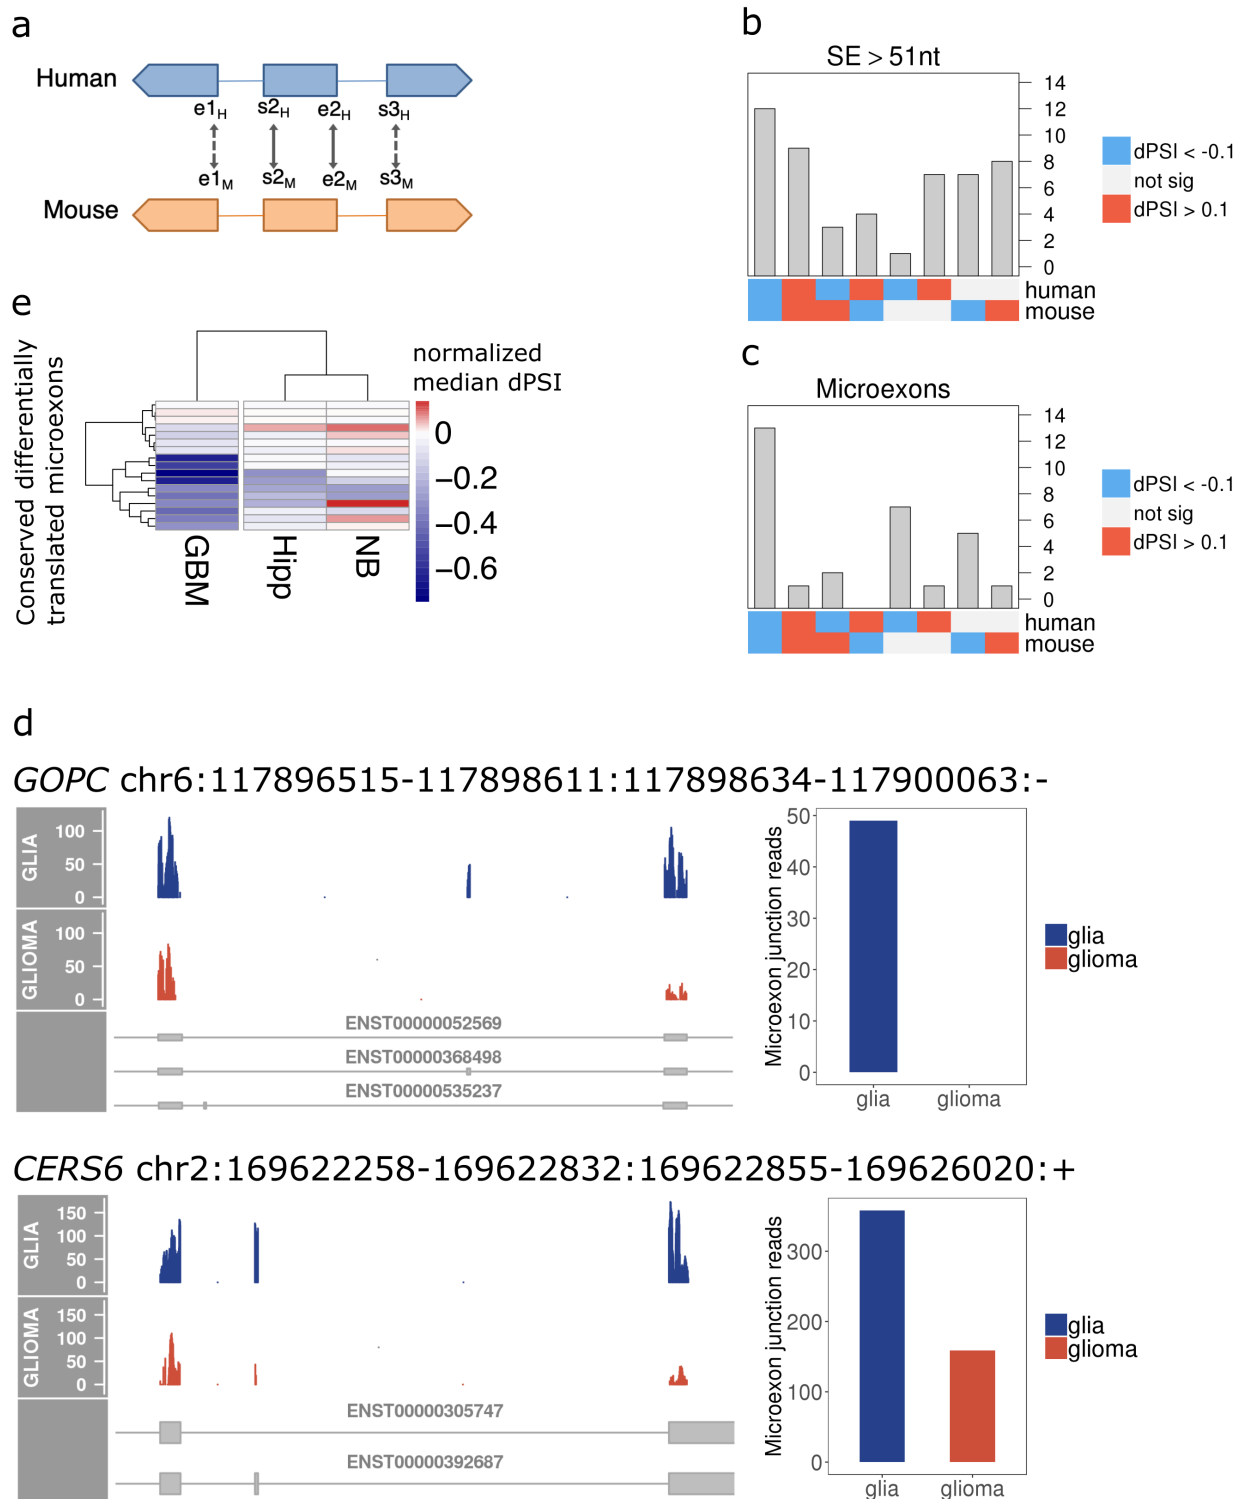 a
Human
e1H s2H e2H s3H
e1M s2M e2M s3M
Mouse
b
SE > 51nt
14
12
10
8
6
4
2
0
human
mouse
dPSI < -0.1
not sig
dPSI > 0.1
e
Conserved differentially
translated microexons
normalized
median dPSI
0
−0.2
−0.4
−0.6
GBM
Hipp
NB
c
Microexons
14
12
10
8
6
4
2
0
human
mouse
dPSI < -0.1
not sig
dPSI > 0.1
d
GOPC chr6:117896515-117898611:117898634-117900063:-
GLIA
100
50
0
GLIOMA
100
50
0
ENST00000052569
ENST00000368498
ENST00000535237
Microexon junction reads
50
40
30
20
10
0
glia
glioma
glia
glioma
CERS6 chr2:169622258-169622832:169622855-169626020:+
GLIA
150
100
50
0
GLIOMA
150
100
50
0
ENST00000305747
ENST00000392687
Microexon junction reads
300
200
100
0
glia
glioma
glia
glioma